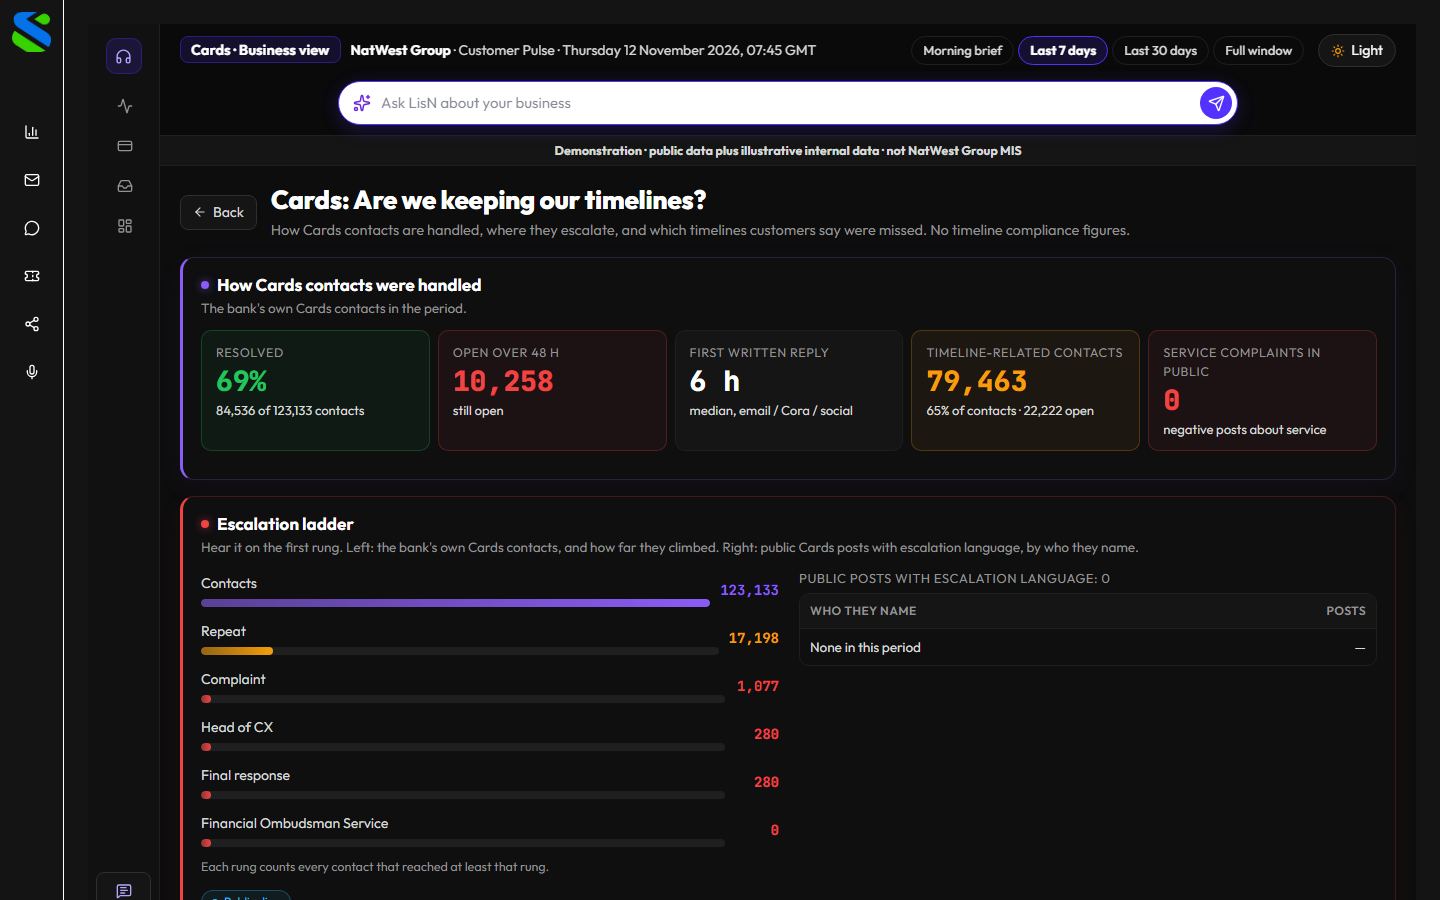 Cards · Business view
NatWest Group · Customer Pulse · Thursday 12 November 2026, 07:45 GMT
Morning brief
Last 7 days
Last 30 days
Full window
Light
Ask LisN about your business
Demonstration · public data plus illustrative internal data · not NatWest Group MIS
Back
Cards: Are we keeping our timelines?
How Cards contacts are handled, where they escalate, and which timelines customers say were missed. No timeline compliance figures.
How Cards contacts were handled
The bank's own Cards contacts in the period.
RESOLVED
69%
84,536 of 123,133 contacts
OPEN OVER 48 H
10,258
still open
FIRST WRITTEN REPLY
6 h
median, email / Cora / social
TIMELINE-RELATED CONTACTS
79,463
65% of contacts · 22,222 open
SERVICE COMPLAINTS IN
PUBLIC
0
negative posts about service
Escalation ladder
Hear it on the first rung. Left: the bank's own Cards contacts, and how far they climbed. Right: public Cards posts with escalation language, by who they name.
Contacts
123,133
Repeat
17,198
Complaint
1,077
Head of CX
280
Final response
280
Financial Ombudsman Service
0
Each rung counts every contact that reached at least that rung.
PUBLIC POSTS WITH ESCALATION LANGUAGE: 0
WHO THEY NAME
POSTS
None in this period
—